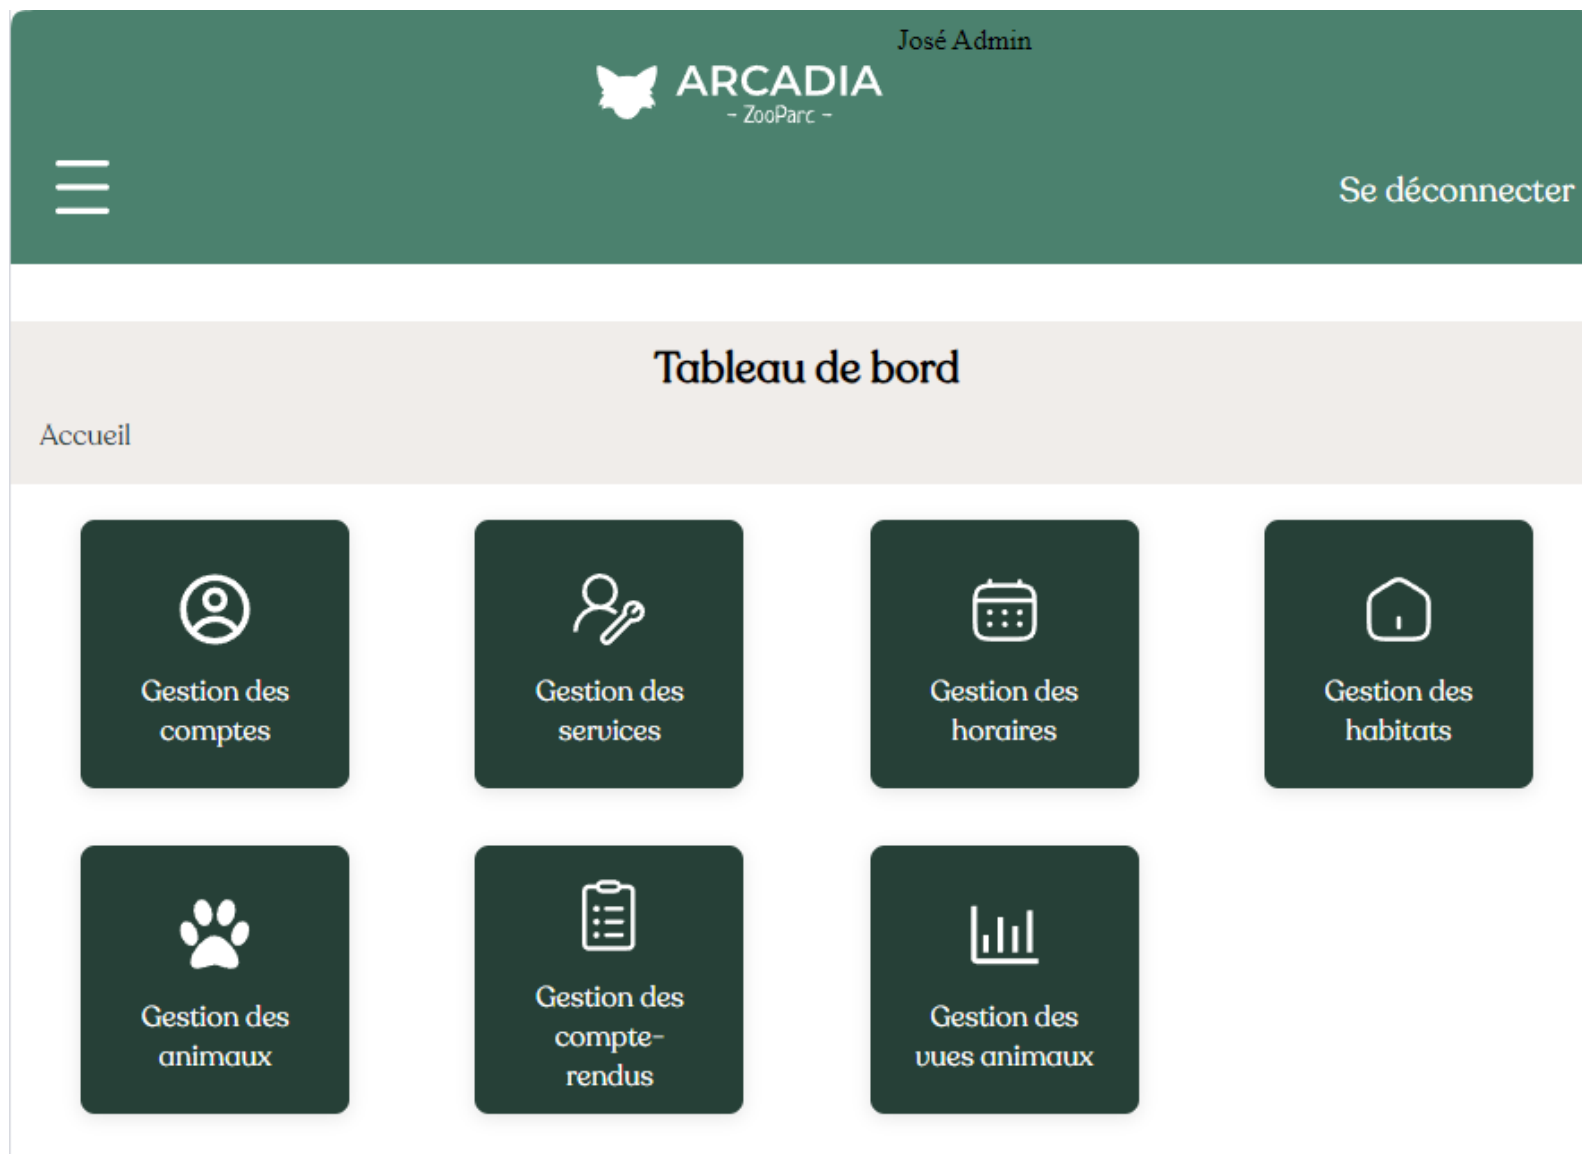 José Admin
ARCADIA
- ZooParc -
Se déconnecter
Tableau de bord
Accueil
Gestion des
comptes
Gestion des
services
Gestion des
horaires
Gestion des
habitats
Gestion des
animaux
Gestion des
compte-
rendus
Gestion des
vues animaux